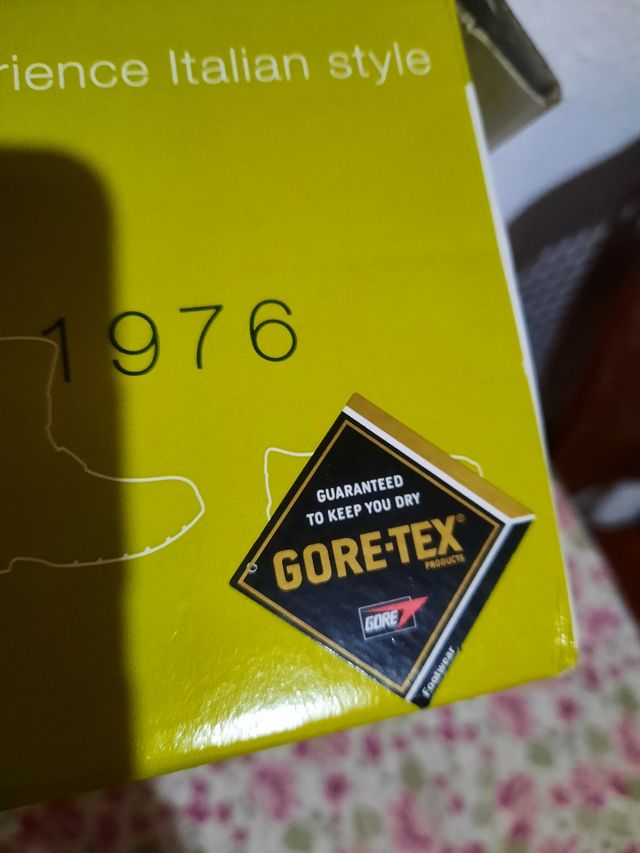 rience Italian style
1976
GUARANTEED
TO KEEP YOU DRY
GORE-TEX®
PRODUCTS
GORE
Footwear